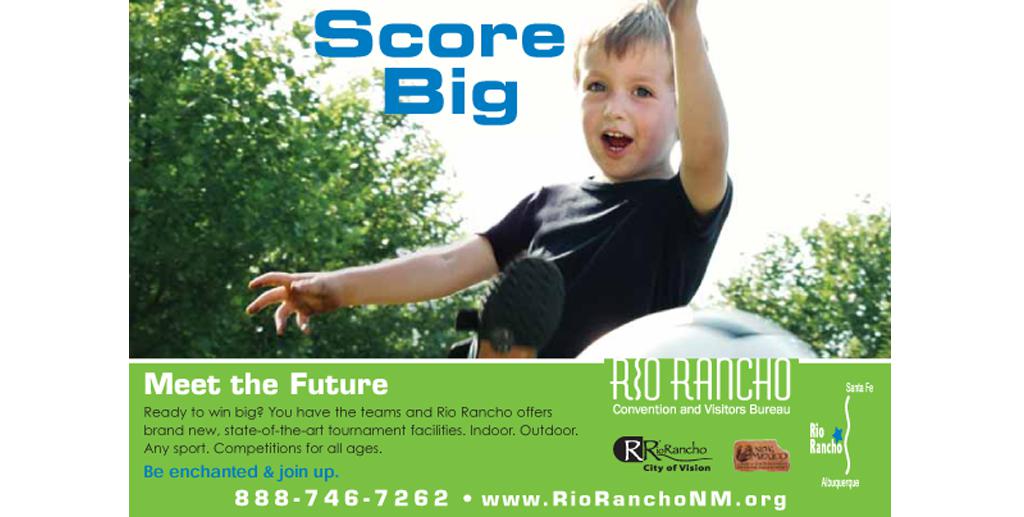 Score
Big
Meet the Future
Ready to win big? You have the teams and Rio Rancho offers
brand new, state-of-the-art tournament facilities. Indoor. Outdoor.
Any sport. Competitions for all ages.
Be enchanted & join up.
RIO RANCHO
Convention and Visitors Bureau
R RioRancho
City of Vision
New Mexico
Santa Fe
Rio
Rancho
Albuquerque
888-746-7262 • www.RioRanchoNM.org